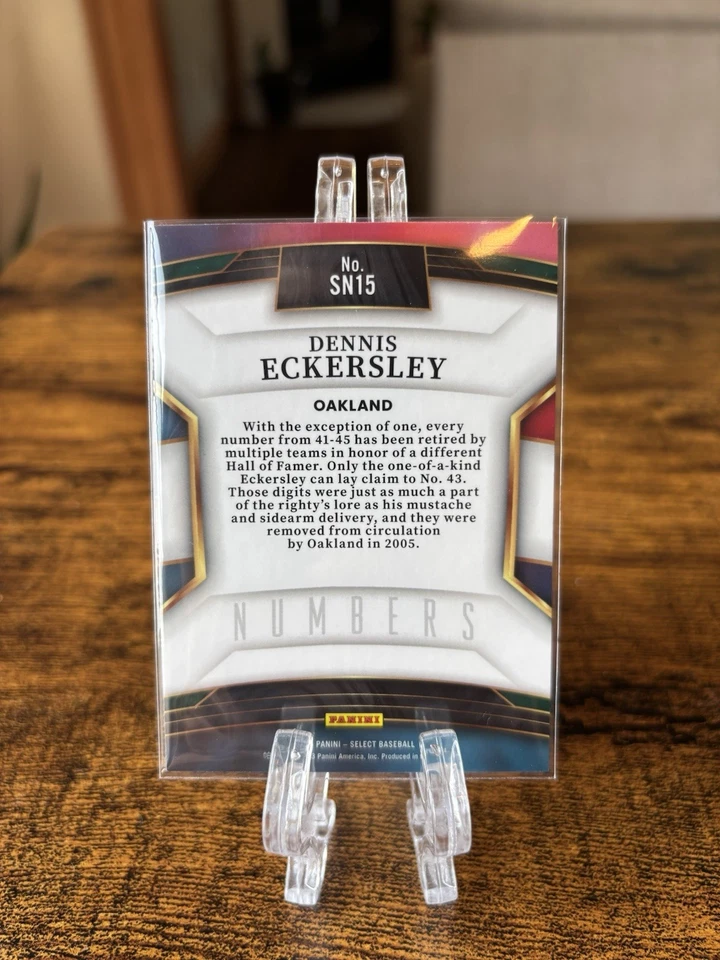 No.
SN15
DENNIS
ECKERSLEY
OAKLAND
With the exception of one, every
number from 41-45 has been retired by
multiple teams in honor of a different
Hall of Famer. Only the one-of-a-kind
Eckersley can lay claim to No. 43.
Those digits were just as much a part
of the righty's lore as his mustache
and sidearm delivery, and they were
removed from circulation
by Oakland in 2005.
NUMBERS
PANINI
PANINI – SELECT BASEBALL
Panini America, Inc. Produced in